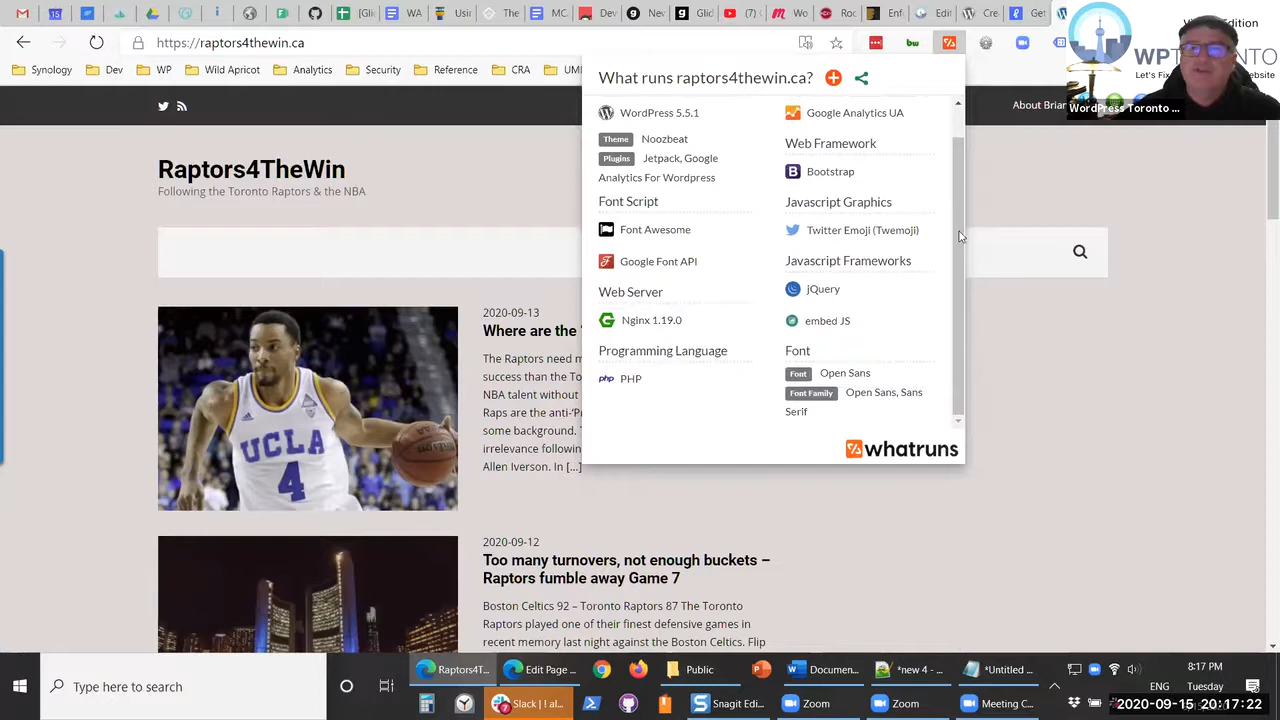 (7)
https://raptors4thewin.ca
Synology
Dev
WP
Wild Apricot
Analytics
Security
Reference
CRA
WPTORONTO
WordPress Toronto ...
About Brian
Raptors4TheWin
Following the Toronto Raptors & the NBA
What runs raptors4thewin.ca?
WordPress 5.5.1
Theme Noozbeat
Plugins Jetpack, Google
Analytics For Wordpress
Font Script
Font Awesome
Google Font API
Web Server
Nginx 1.19.0
Programming Language
PHP
Google Analytics UA
Web Framework
Bootstrap
Javascript Graphics
Twitter Emoji (Twemoji)
Javascript Frameworks
jQuery
embed JS
Font
Font Open Sans
Font Family Open Sans, Sans
Serif
whatruns
UCLA
4
2020-09-13
Where are the
The Raptors need m
success than the To
NBA talent without
Raps are the anti-'P
some background.
irrelevance followin
Allen Iverson. In [...]
2020-09-12
Too many turnovers, not enough buckets –
Raptors fumble away Game 7
Boston Celtics 92 – Toronto Raptors 87 The Toronto
Raptors played one of their finest defensive games in
recent memory last night against the Boston Celtics. Flip
Type here to search
Raptors4T...
Edit Page ...
Public
Documen...
*new 4 - ...
*Untitled ...
Slack | l al...
Snagit Edi...
Zoom
Zoom
Meeting C...
ENG
8:17 PM
Tuesday
2020-09-15 20:17:22